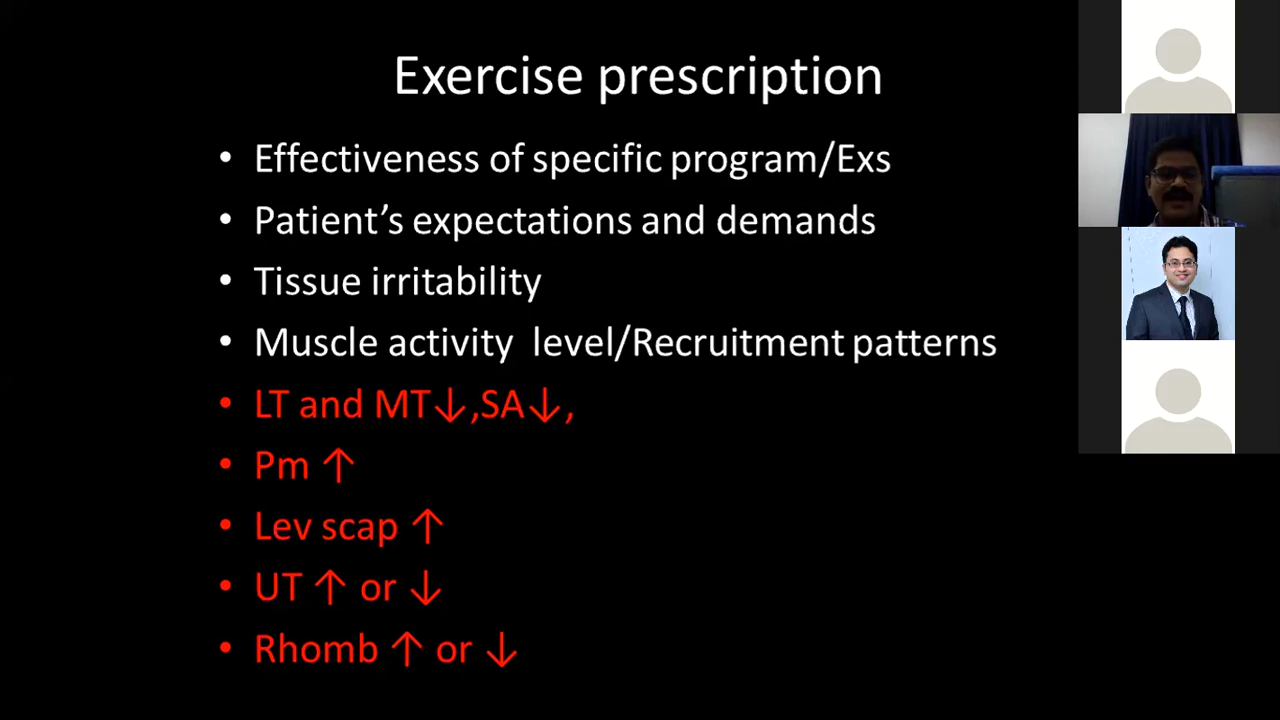 Exercise prescription
• Effectiveness of specific program/Exs
• Patient’s expectations and demands
• Tissue irritability
• Muscle activity  level/Recruitment patterns
• LT and MT↓,SA↓,
• Pm ↑
• Lev scap ↑
• UT ↑ or ↓
• Rhomb ↑ or ↓